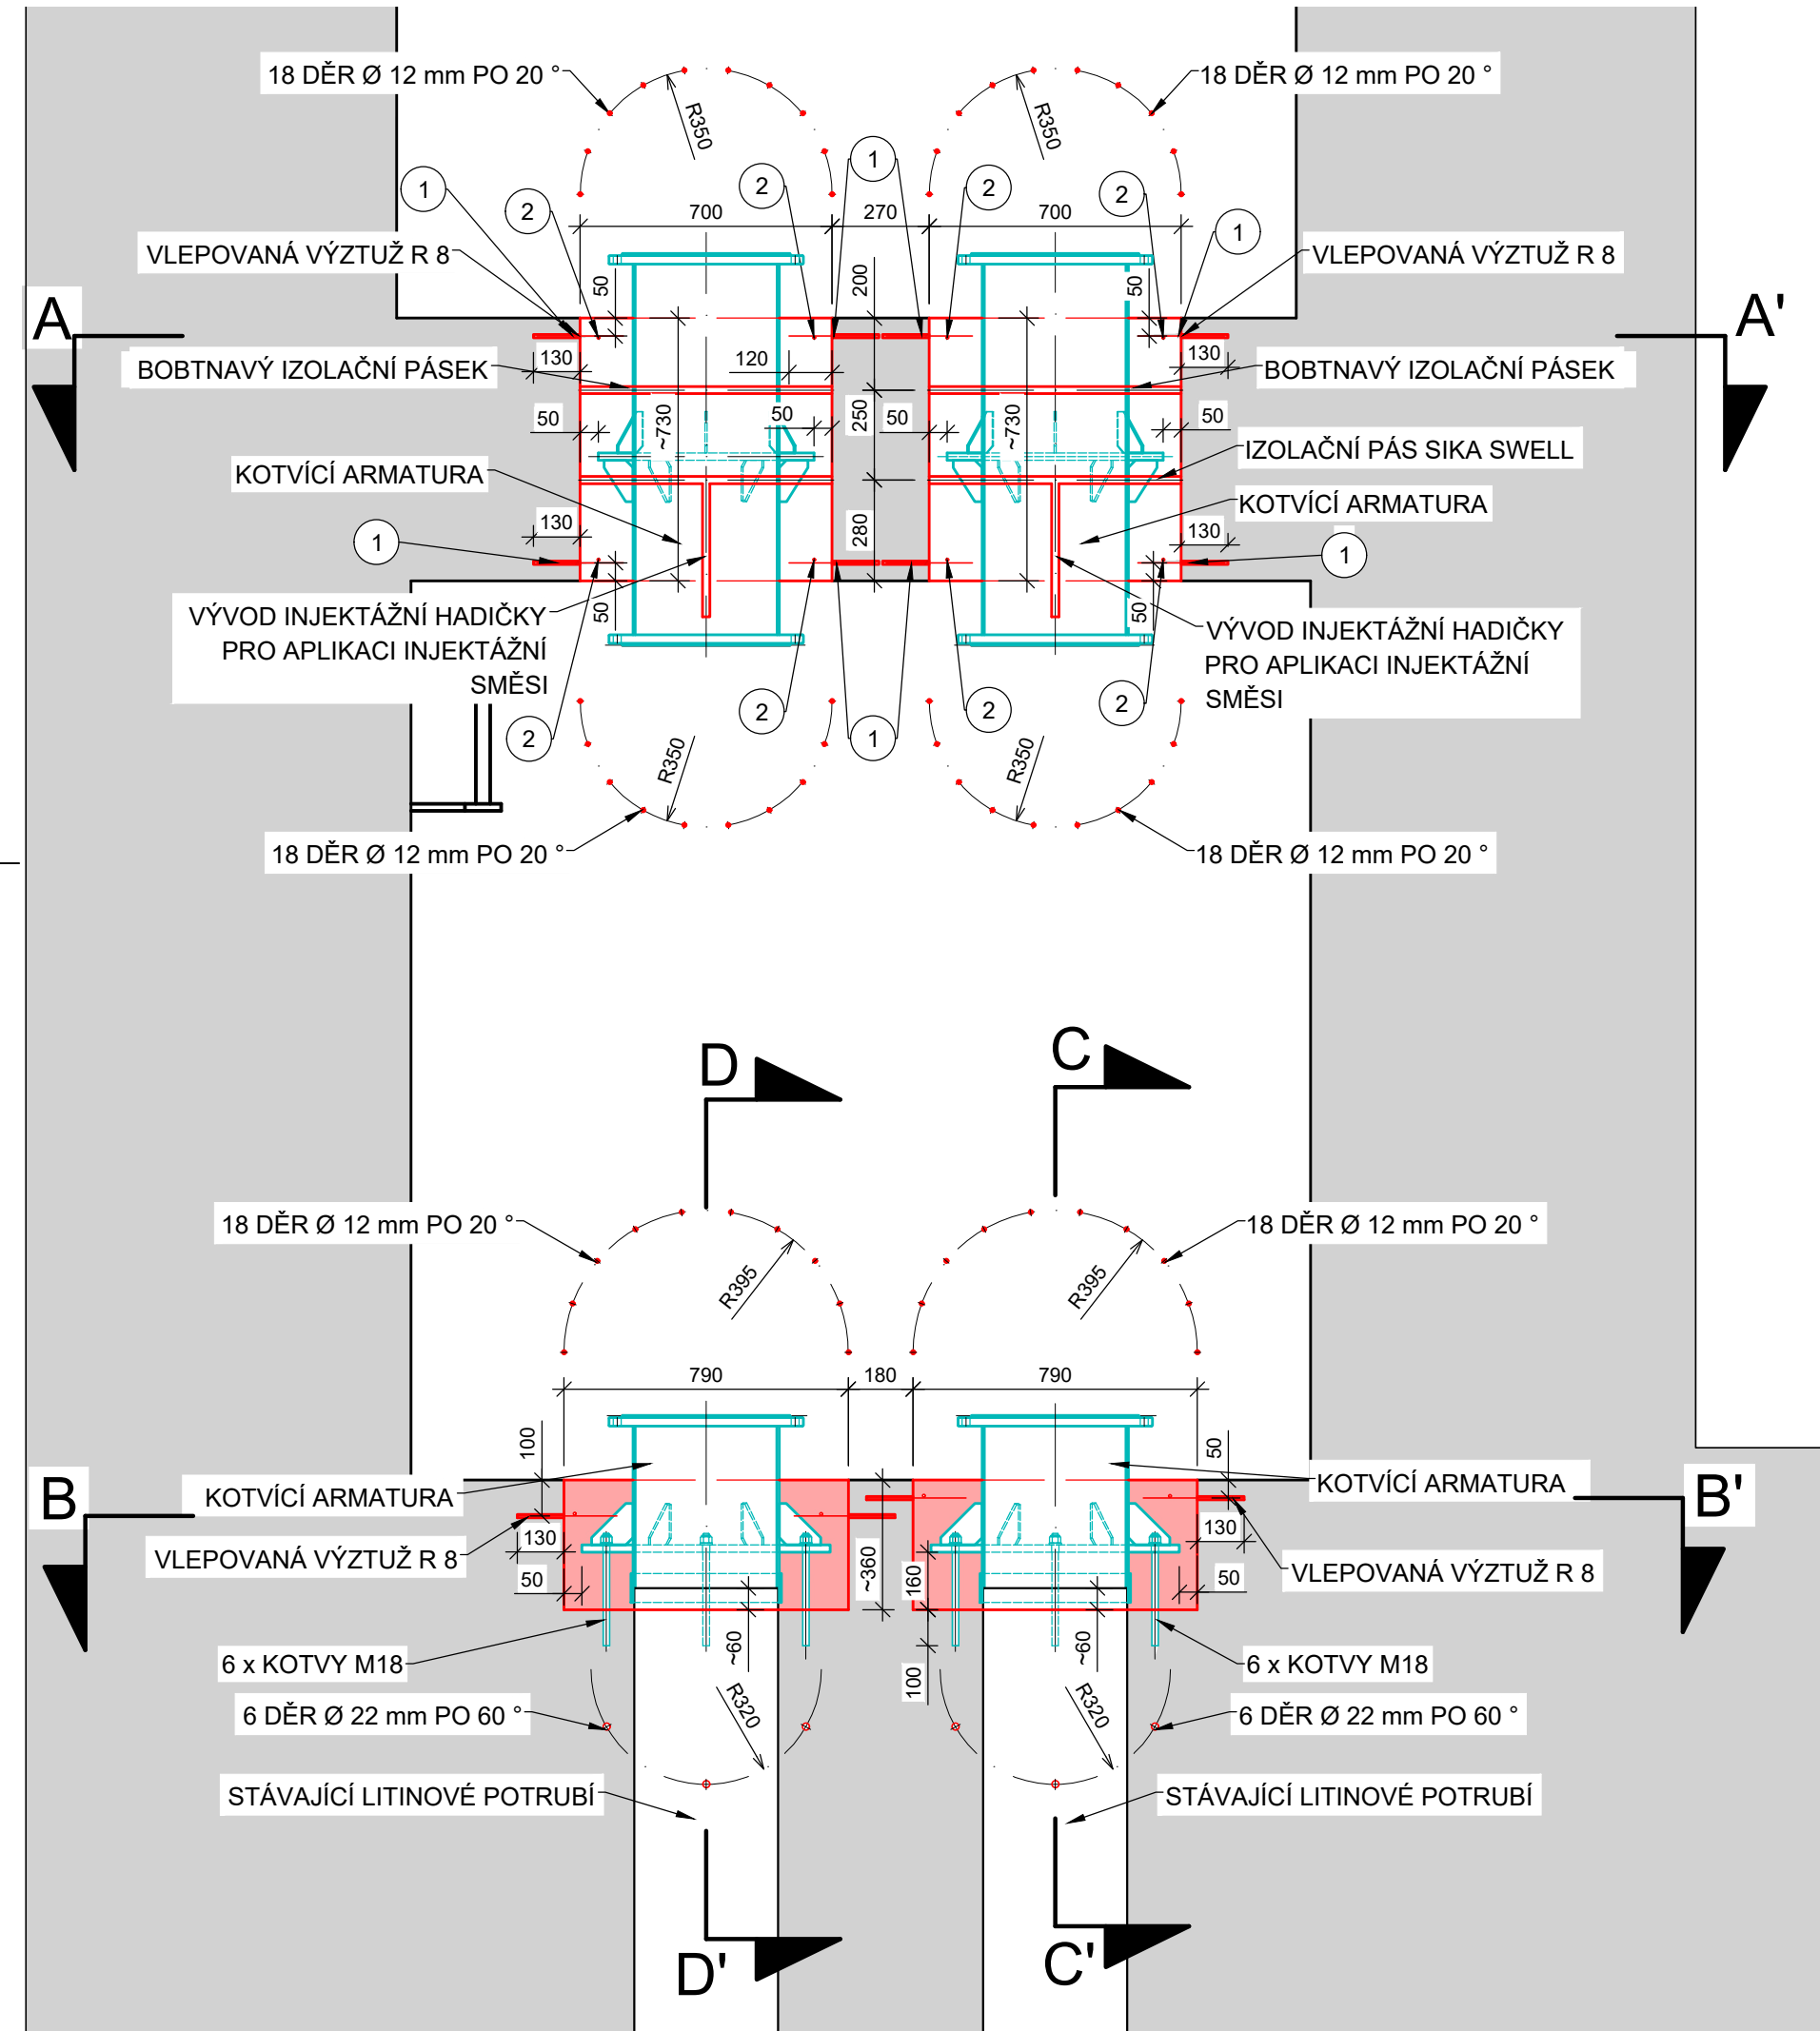 18 DĚR Ø 12 mm PO 20 °
18 DĚR Ø 12 mm PO 20 °
R350
R350
1
2
2
1
2
2
1
700
270
700
VLEPOVANÁ VÝZTUŽ R 8
VLEPOVANÁ VÝZTUŽ R 8
50
200
50
A
A'
130
120
130
BOBTNAVÝ IZOLAČNÍ PÁSEK
BOBTNAVÝ IZOLAČNÍ PÁSEK
50
~730
50
250
50
~730
50
IZOLAČNÍ PÁS SIKA SWELL
KOTVÍCÍ ARMATURA
KOTVÍCÍ ARMATURA
130
280
130
1
1
50
50
VÝVOD INJEKTÁŽNÍ HADIČKY
PRO APLIKACI INJEKTÁŽNÍ
SMĚSI
VÝVOD INJEKTÁŽNÍ HADIČKY
PRO APLIKACI INJEKTÁŽNÍ
SMĚSI
2
2
1
2
2
R350
R350
18 DĚR Ø 12 mm PO 20 °
18 DĚR Ø 12 mm PO 20 °
D
C
18 DĚR Ø 12 mm PO 20 °
18 DĚR Ø 12 mm PO 20 °
R395
R395
790
180
790
100
50
KOTVÍCÍ ARMATURA
KOTVÍCÍ ARMATURA
B
B'
130
130
VLEPOVANÁ VÝZTUŽ R 8
VLEPOVANÁ VÝZTUŽ R 8
50
~360
160
50
~60
~60
100
6 x KOTVY M18
6 x KOTVY M18
R320
R320
6 DĚR Ø 22 mm PO 60 °
6 DĚR Ø 22 mm PO 60 °
STÁVAJÍCÍ LITINOVÉ POTRUBÍ
STÁVAJÍCÍ LITINOVÉ POTRUBÍ
D'
C'